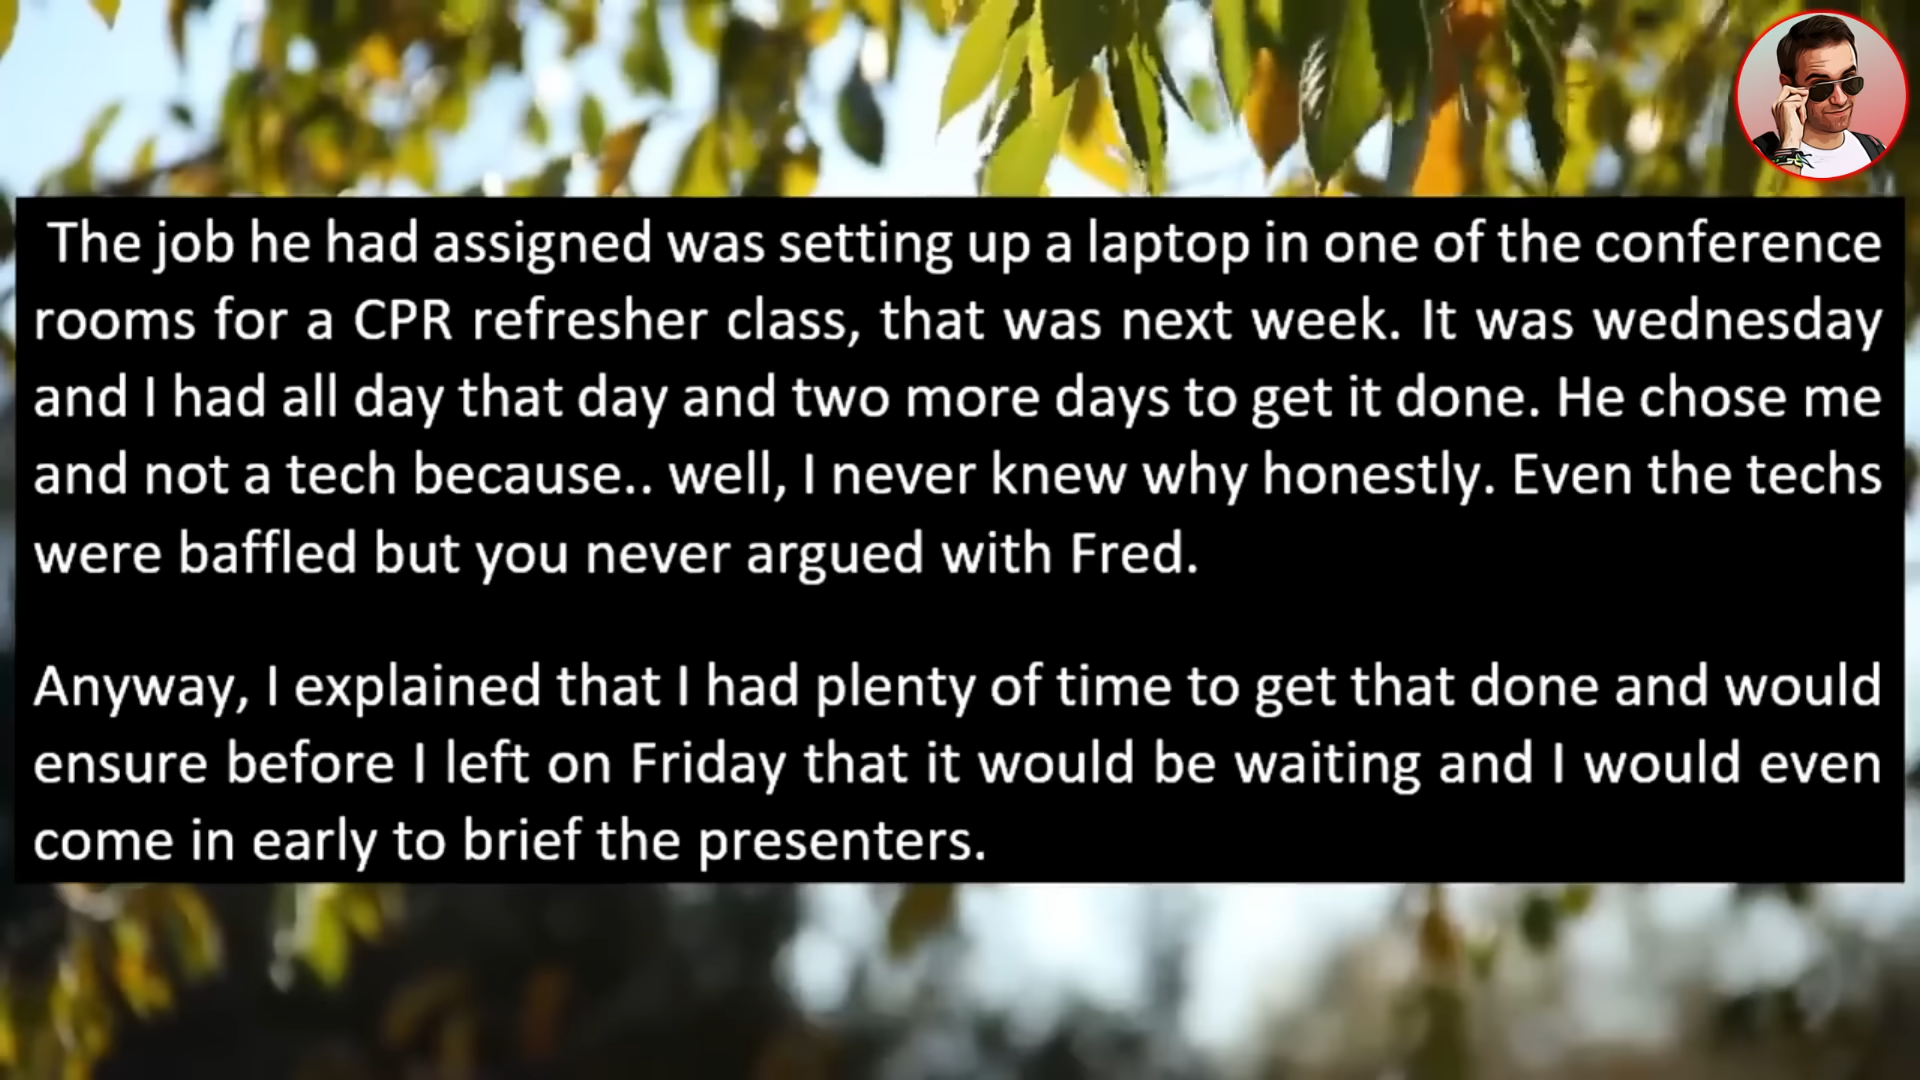 The job he had assigned was setting up a laptop in one of the conference
rooms for a CPR refresher class, that was next week. It was wednesday
and I had all day that day and two more days to get it done. He chose me
and not a tech because.. well, I never knew why honestly. Even the techs
were baffled but you never argued with Fred.
Anyway, I explained that I had plenty of time to get that done and would
ensure before I left on Friday that it would be waiting and I would even
come in early to brief the presenters.